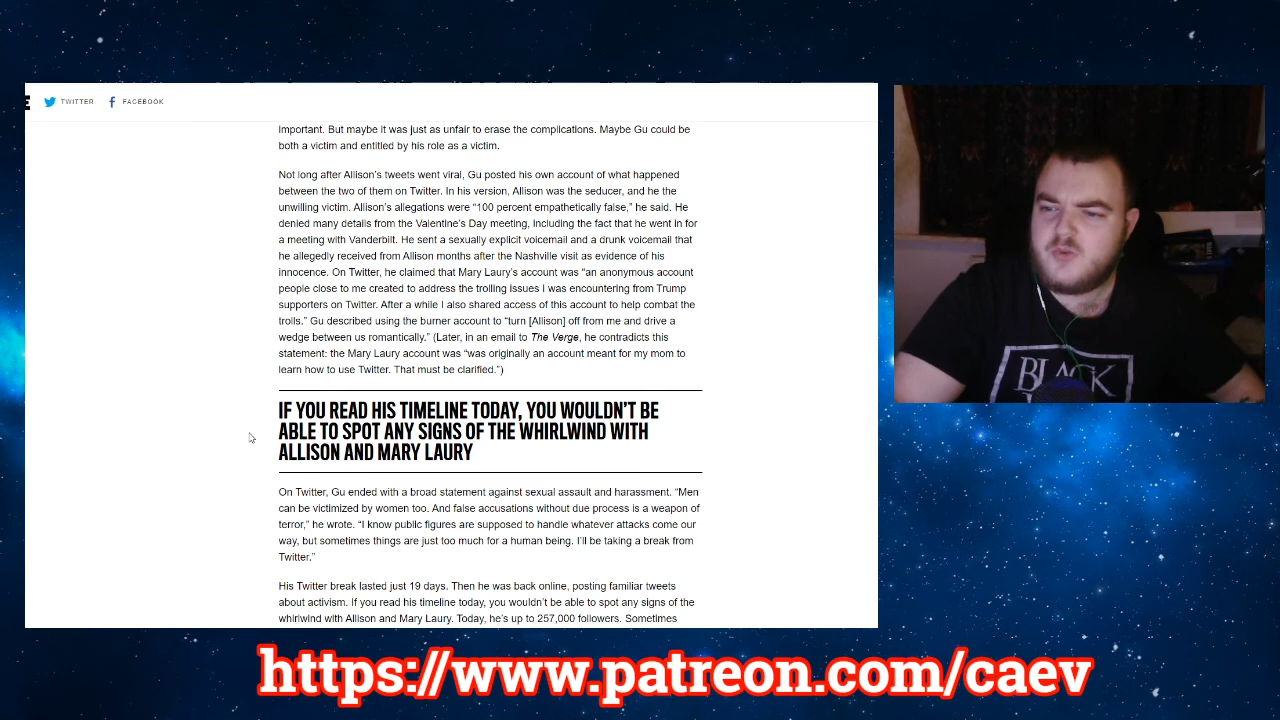 E TWITTER FACEBOOK
important. But maybe it was just as unfair to erase the complications. Maybe Gu could be
both a victim and entitled by his role as a victim.
Not long after Allison’s tweets went viral, Gu posted his own account of what happened
between the two of them on Twitter. In his version, Allison was the seducer, and he the
unwilling victim. Allison’s allegations were “100 percent empathetically false,” he said. He
denied many details from the Valentine’s Day meeting, including the fact that he went in for
a meeting with Vanderbilt. He sent a sexually explicit voicemail and a drunk voicemail that
he allegedly received from Allison months after the Nashville visit as evidence of his
innocence. On Twitter, he claimed that Mary Laury’s account was “an anonymous account
people close to me created to address the trolling issues I was encountering from Trump
supporters on Twitter. After a while I also shared access of this account to help combat the
trolls.” Gu described using the burner account to “turn [Allison] off from me and drive a
wedge between us romantically.” (Later, in an email to The Verge, he contradicts this
statement: the Mary Laury account was “was originally an account meant for my mom to
learn how to use Twitter. That must be clarified.”)
IF YOU READ HIS TIMELINE TODAY, YOU WOULDN’T BE
ABLE TO SPOT ANY SIGNS OF THE WHIRLWIND WITH
ALLISON AND MARY LAURY
On Twitter, Gu ended with a broad statement against sexual assault and harassment. “Men
can be victimized by women too. And false accusations without due process is a weapon of
terror,” he wrote. “I know public figures are supposed to handle whatever attacks come our
way, but sometimes things are just too much for a human being. I’ll be taking a break from
Twitter.”
His Twitter break lasted just 19 days. Then he was back online, posting familiar tweets
about activism. If you read his timeline today, you wouldn’t be able to spot any signs of the
whirlwind with Allison and Mary Laury. Today, he’s up to 257,000 followers. Sometimes
BLACK
https://www.patreon.com/caev